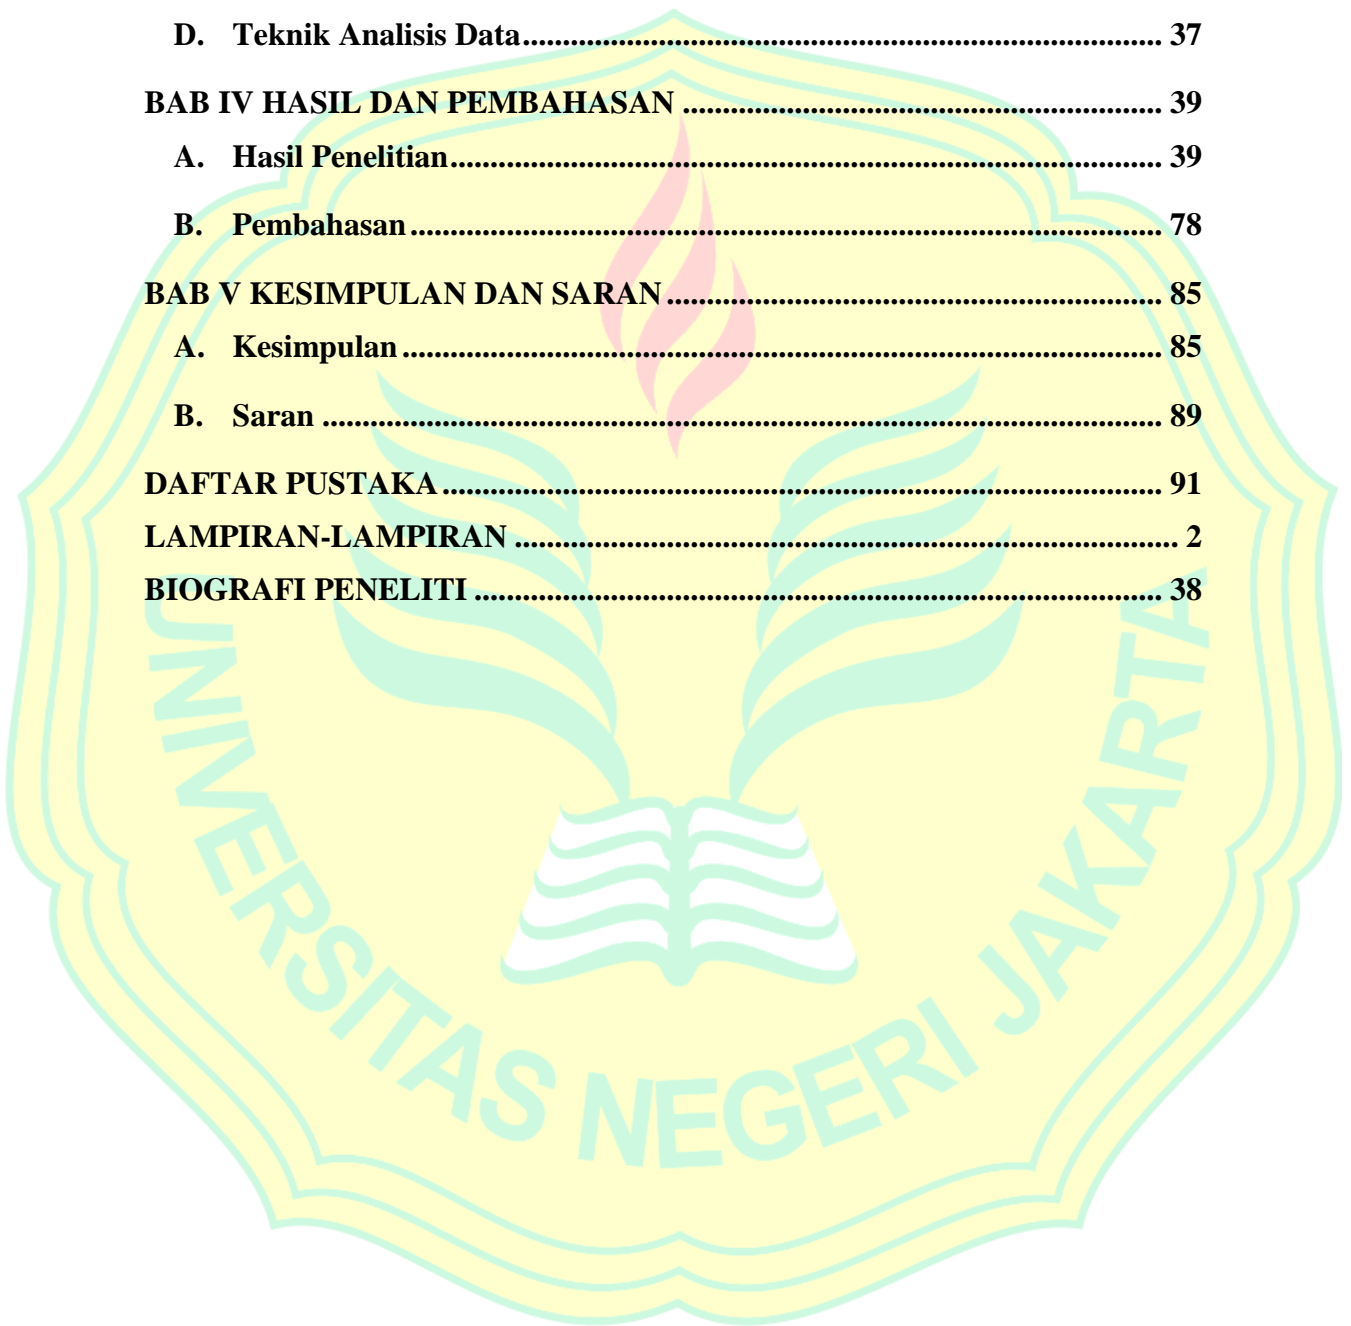 D. Teknik Analisis Data.................................................................................. 37
BAB IV HASIL DAN PEMBAHASAN ............................................................. 39
A. Hasil Penelitian............................................................................................ 39
B. Pembahasan ................................................................................................. 78
BAB V KESIMPULAN DAN SARAN ............................................................... 85
A. Kesimpulan .................................................................................................. 85
B. Saran ............................................................................................................ 89
DAFTAR PUSTAKA ............................................................................................ 91
LAMPIRAN-LAMPIRAN ..................................................................................... 2
BIOGRAFI PENELITI ........................................................................................ 38
UNIVERSITAS NEGERI JAKARTA